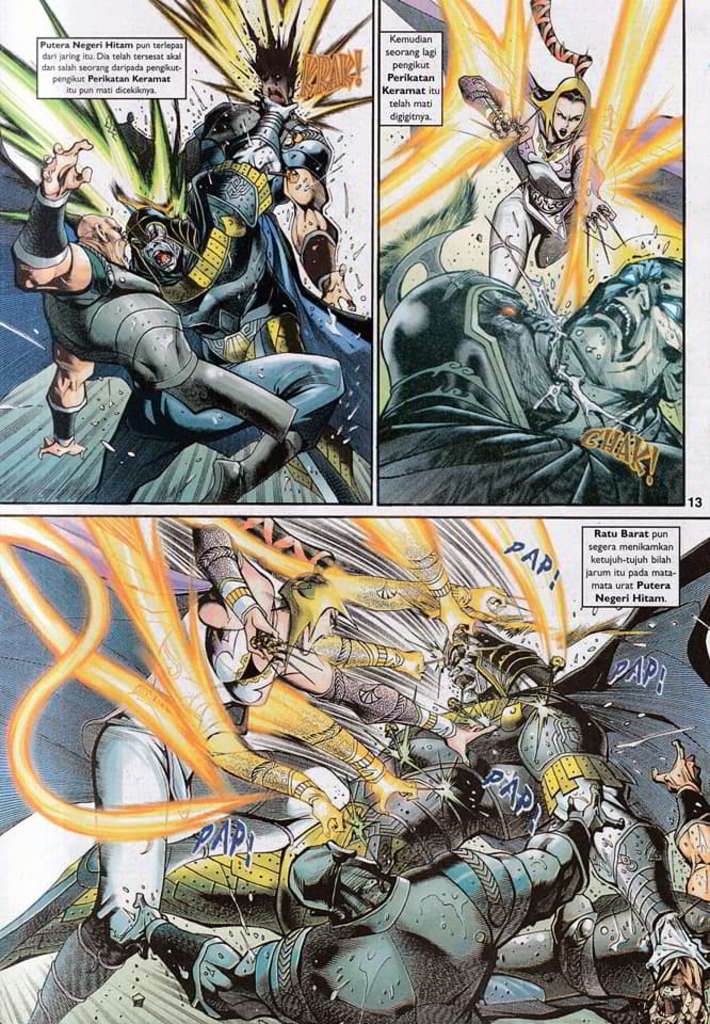 Putera Negeri Hitam pun terlepas
dari jaring itu. Dia telah tersesat akal
dan salah seorang daripada pengikut-
pengikut Perikatan Keramat
itu pun mati dicekiknya.
PRAP!
Kemudian
seorang lagi
pengikut
Perikatan
Keramat itu
telah mati
digigitnya.
GHAK!
13
Ratu Barat pun
segera menikamkan
ketujuh-tujuh bilah
jarum itu pada mata-
mata urat Putera
Negeri Hitam.
PAP!
PAP!
PAP!
PAP!